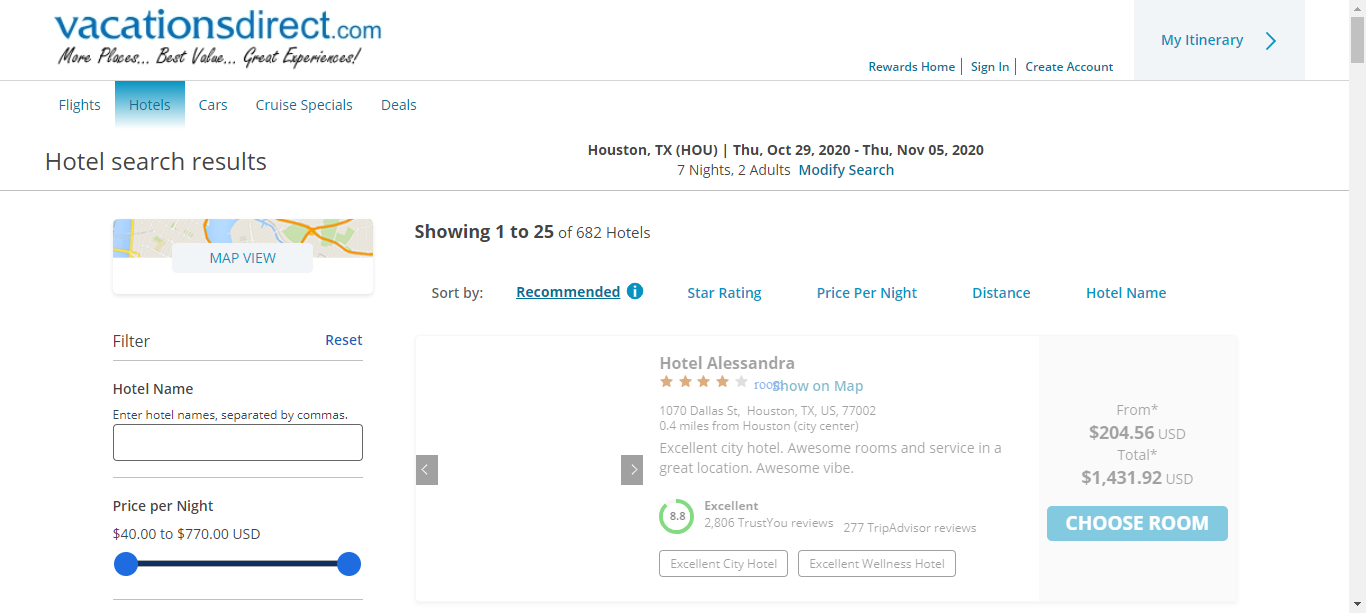 vacationsdirect.com
More Places... Best Value... Great Experiences!
My Itinerary
Rewards Home Sign In Create Account
Flights Hotels Cars Cruise Specials Deals
Hotel search results
Houston, TX (HOU) | Thu, Oct 29, 2020 - Thu, Nov 05, 2020
7 Nights, 2 Adults Modify Search
MAP VIEW
Filter Reset
Hotel Name
Enter hotel names, separated by commas.
Price per Night
$40.00 to $770.00 USD
Showing 1 to 25 of 682 Hotels
Sort by: Recommended i Star Rating Price Per Night Distance Hotel Name
Hotel Alessandra
room Show on Map
1070 Dallas St, Houston, TX, US, 77002
0.4 miles from Houston (city center)
Excellent city hotel. Awesome rooms and service in a
great location. Awesome vibe.
8.8
Excellent
2,806 TrustYou reviews 277 TripAdvisor reviews
Excellent City Hotel Excellent Wellness Hotel
From*
$204.56 USD
Total*
$1,431.92 USD
CHOOSE ROOM